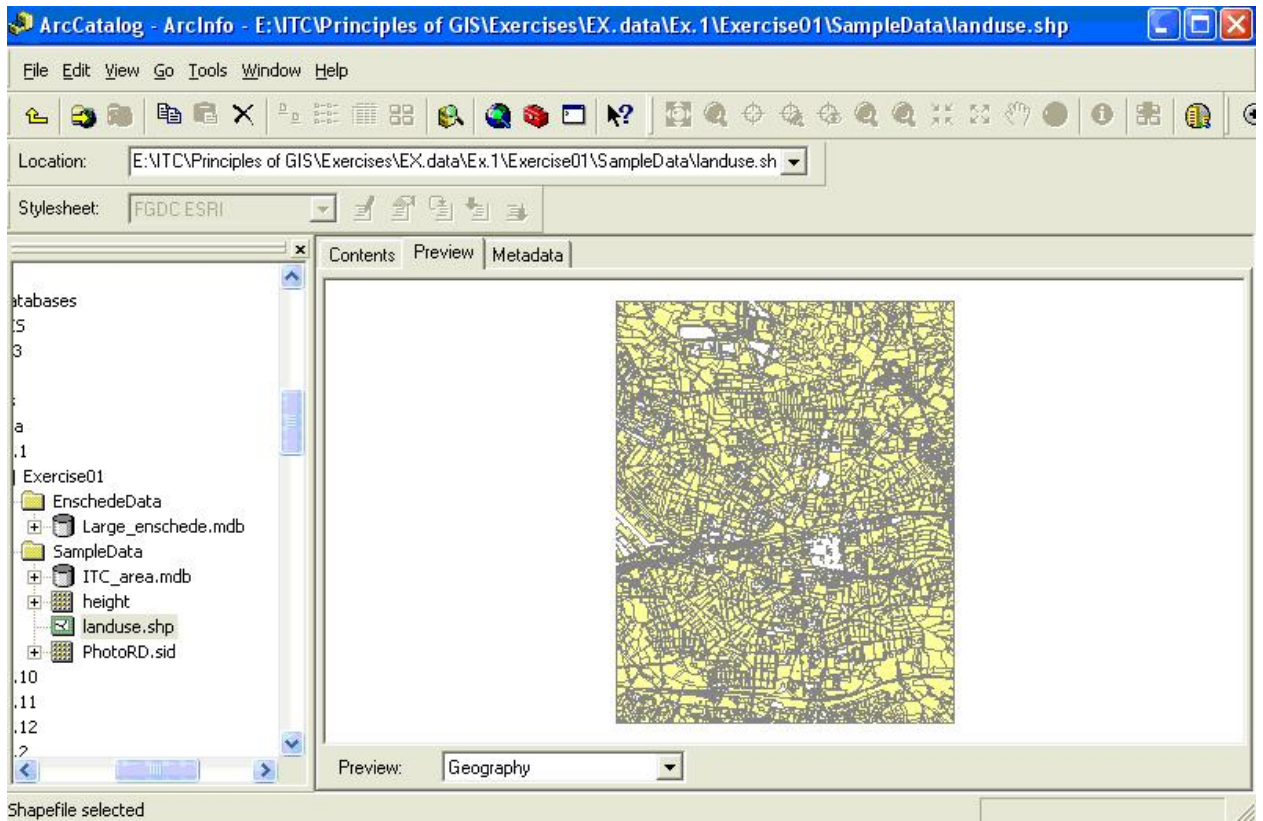 ArcCatalog - ArcInfo - E:\ITC\Principles of GIS\Exercises\EX.data\Ex.1\Exercise01\SampleData\landuse.shp
File Edit View Go Tools Window Help
Location: E:\ITC\Principles of GIS\Exercises\EX.data\Ex.1\Exercise01\SampleData\landuse.sh
Stylesheet: FGDC ESRI
Contents Preview Metadata
atabases
S
3
a
.1
Exercise01
EnschedeData
Large_enschede.mdb
SampleData
ITC_area.mdb
height
landuse.shp
PhotoRD.sid
.10
.11
.12
.2
Preview: Geography
Shapefile selected